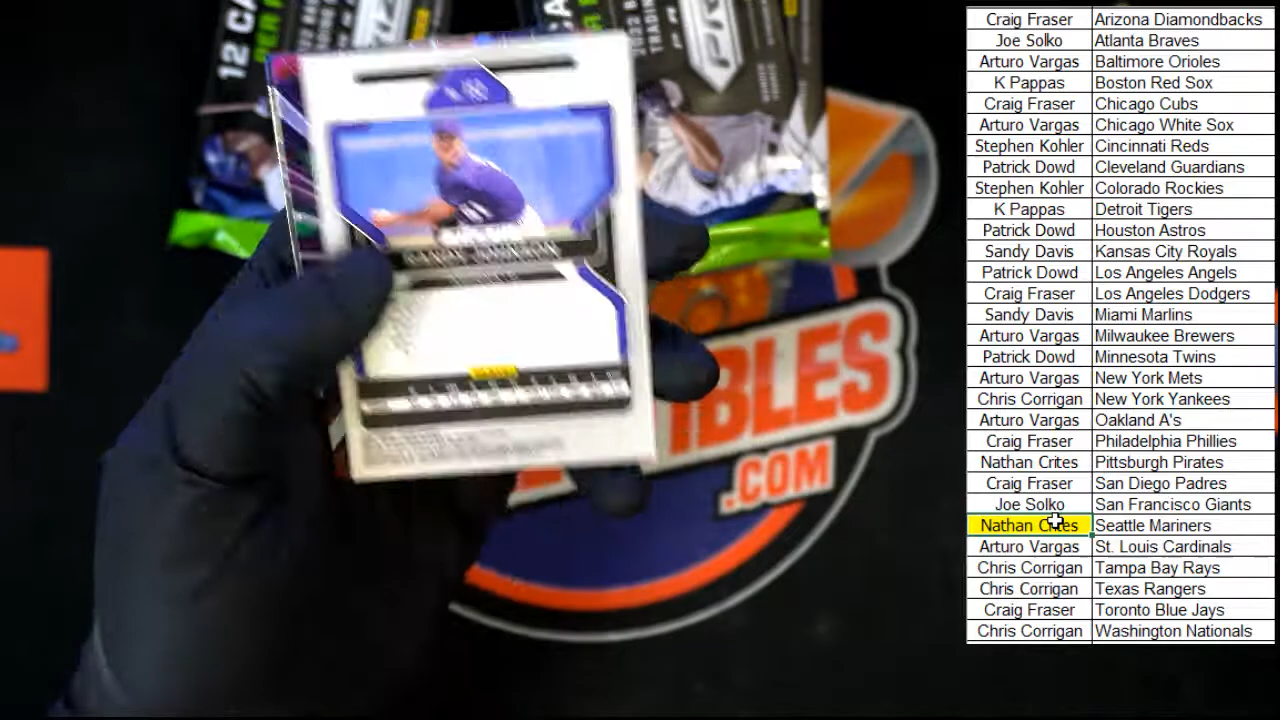 12 CA
IBLES
.COM
Craig Fraser Arizona Diamondbacks
Joe Solko Atlanta Braves
Arturo Vargas Baltimore Orioles
K Pappas Boston Red Sox
Craig Fraser Chicago Cubs
Arturo Vargas Chicago White Sox
Stephen Kohler Cincinnati Reds
Patrick Dowd Cleveland Guardians
Stephen Kohler Colorado Rockies
K Pappas Detroit Tigers
Patrick Dowd Houston Astros
Sandy Davis Kansas City Royals
Patrick Dowd Los Angeles Angels
Craig Fraser Los Angeles Dodgers
Sandy Davis Miami Marlins
Arturo Vargas Milwaukee Brewers
Patrick Dowd Minnesota Twins
Arturo Vargas New York Mets
Chris Corrigan New York Yankees
Arturo Vargas Oakland A's
Craig Fraser Philadelphia Phillies
Nathan Crites Pittsburgh Pirates
Craig Fraser San Diego Padres
Joe Solko San Francisco Giants
Nathan Crites Seattle Mariners
Arturo Vargas St. Louis Cardinals
Chris Corrigan Tampa Bay Rays
Chris Corrigan Texas Rangers
Craig Fraser Toronto Blue Jays
Chris Corrigan Washington Nationals